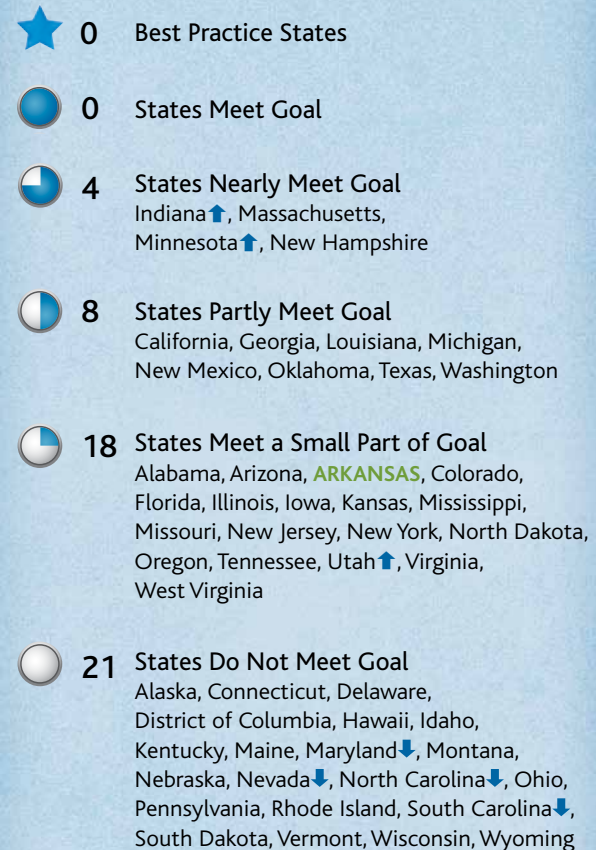 0 Best Practice States
0 States Meet Goal
4 States Nearly Meet Goal
Indiana⬆, Massachusetts,
Minnesota⬆, New Hampshire
8 States Partly Meet Goal
California, Georgia, Louisiana, Michigan,
New Mexico, Oklahoma, Texas, Washington
18 States Meet a Small Part of Goal
Alabama, Arizona, ARKANSAS, Colorado,
Florida, Illinois, Iowa, Kansas, Mississippi,
Missouri, New Jersey, New York, North Dakota,
Oregon, Tennessee, Utah⬆, Virginia,
West Virginia
21 States Do Not Meet Goal
Alaska, Connecticut, Delaware,
District of Columbia, Hawaii, Idaho,
Kentucky, Maine, Maryland⬇, Montana,
Nebraska, Nevada⬇, North Carolina⬇, Ohio,
Pennsylvania, Rhode Island, South Carolina⬇,
South Dakota, Vermont, Wisconsin, Wyoming